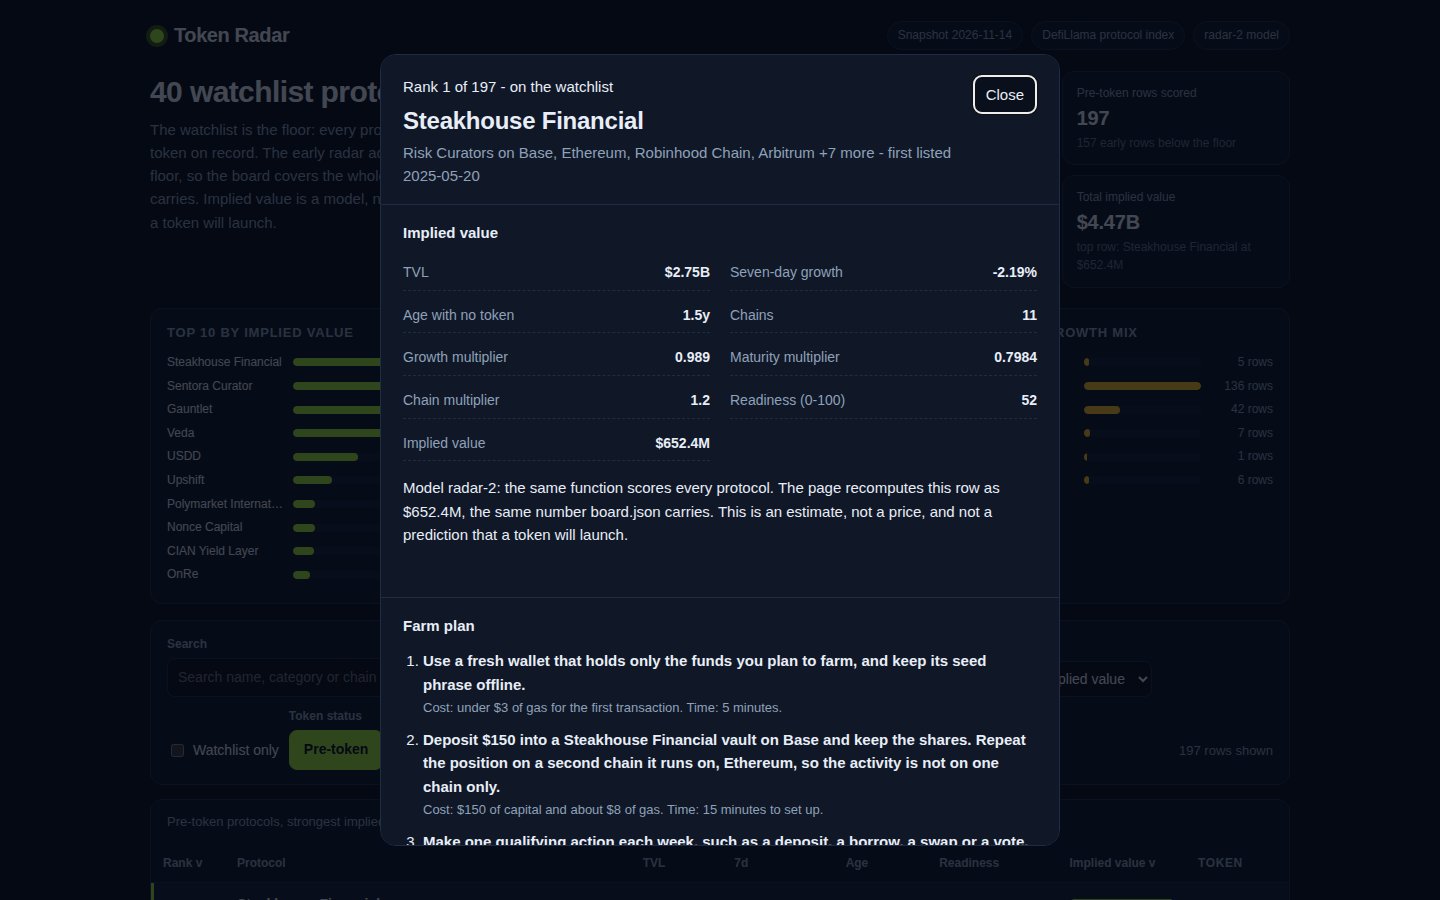 Token Radar
Snapshot 2026-11-14
DefiLlama protocol index
radar-2 model
40 watchlist prot
The watchlist is the floor: every pro
token on record. The early radar a
floor, so the board covers the whol
carries. Implied value is a model, n
a token will launch.
Pre-token rows scored
197
157 early rows below the floor
Total implied value
$4.47B
top row: Steakhouse Financial at
$652.4M
Rank 1 of 197 - on the watchlist
Close
Steakhouse Financial
Risk Curators on Base, Ethereum, Robinhood Chain, Arbitrum +7 more - first listed
2025-05-20
Implied value
TVL $2.75B
Seven-day growth -2.19%
Age with no token 1.5y
Chains 11
Growth multiplier 0.989
Maturity multiplier 0.7984
Chain multiplier 1.2
Readiness (0-100) 52
Implied value $652.4M
Model radar-2: the same function scores every protocol. The page recomputes this row as
$652.4M, the same number board.json carries. This is an estimate, not a price, and not a
prediction that a token will launch.
Farm plan
1. Use a fresh wallet that holds only the funds you plan to farm, and keep its seed
phrase offline.
Cost: under $3 of gas for the first transaction. Time: 5 minutes.
2. Deposit $150 into a Steakhouse Financial vault on Base and keep the shares. Repeat
the position on a second chain it runs on, Ethereum, so the activity is not on one
chain only.
Cost: $150 of capital and about $8 of gas. Time: 15 minutes to set up.
3. Make one qualifying action each week, such as a deposit, a borrow, a swap or a vote.
TOP 10 BY IMPLIED VALUE
Steakhouse Financial
Sentora Curator
Gauntlet
Veda
USDD
Upshift
Polymarket Internat…
Nonce Capital
CIAN Yield Layer
OnRe
ROWTH MIX
5 rows
136 rows
42 rows
7 rows
1 rows
6 rows
Search
Search name, category or chain
plied value
Token status
Watchlist only
Pre-token
197 rows shown
Pre-token protocols, strongest implie
Rank v Protocol TVL 7d Age Readiness Implied value v TOKEN